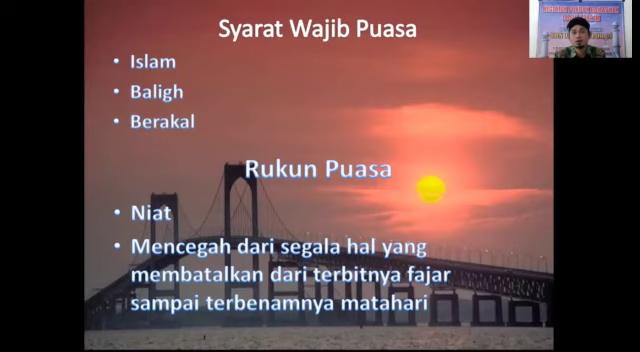 Syarat Wajib Puasa
• Islam
• Baligh
• Berakal
Rukun Puasa
• Niat
• Mencegah dari segala hal yang
membatalkan dari terbitnya fajar
sampai terbenamnya matahari